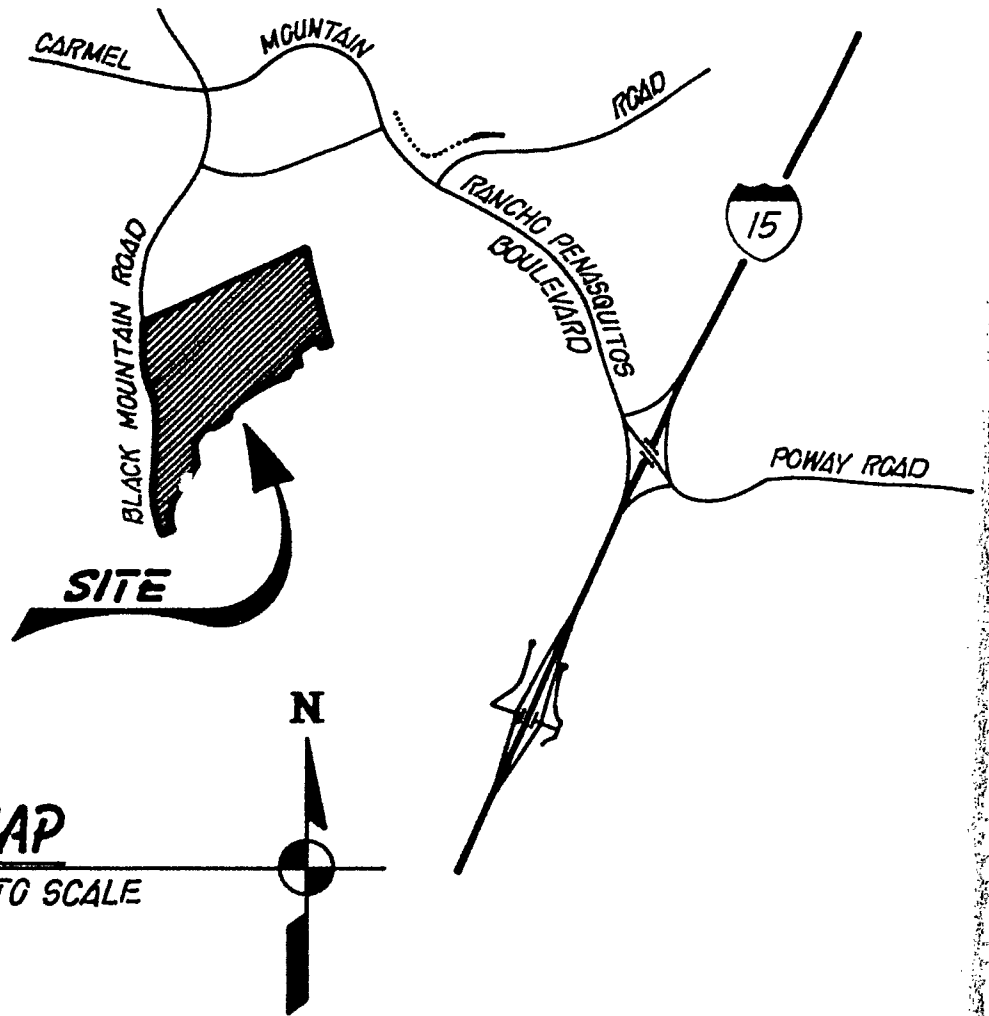 CARMEL
MOUNTAIN
ROAD
RANCHO PENASQUITOS
BOULEVARD
15
BLACK MOUNTAIN ROAD
POWAY ROAD
SITE
N
AP
TO SCALE